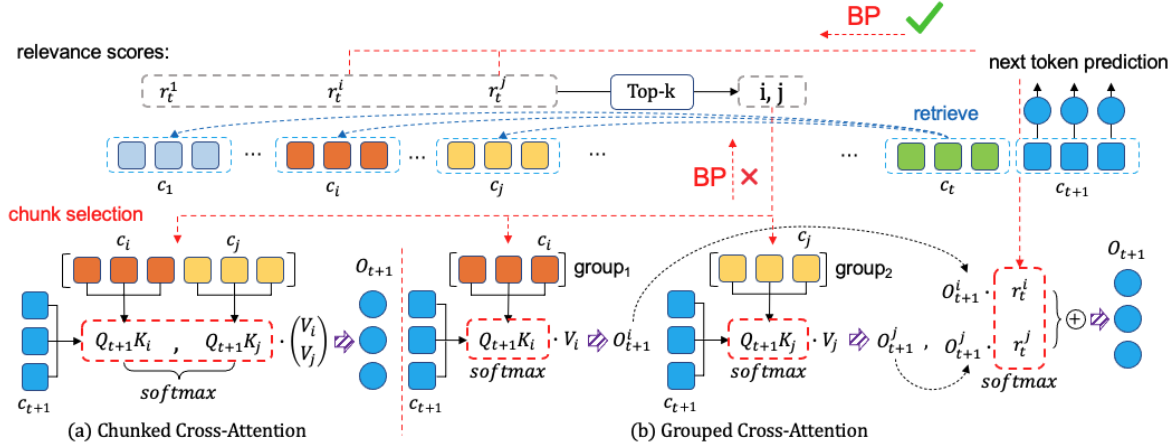 BP
relevance scores:
next token prediction
r_t^1 r_t^i r_t^j Top-k i, j
retrieve
... ... ... ...
c_1 c_i c_j BP c_t c_{t+1}
chunk selection
c_i c_j c_i c_j
O_{t+1} group_1 group_2 O_{t+1}
O_{t+1}^i · r_t^i
Q_{t+1}K_i , Q_{t+1}K_j · (V_i V_j) Q_{t+1}K_i · V_i O_{t+1}^i Q_{t+1}K_j · V_j O_{t+1}^j , O_{t+1}^j · r_t^j
softmax softmax softmax softmax
c_{t+1} c_{t+1} c_{t+1}
(a) Chunked Cross-Attention (b) Grouped Cross-Attention